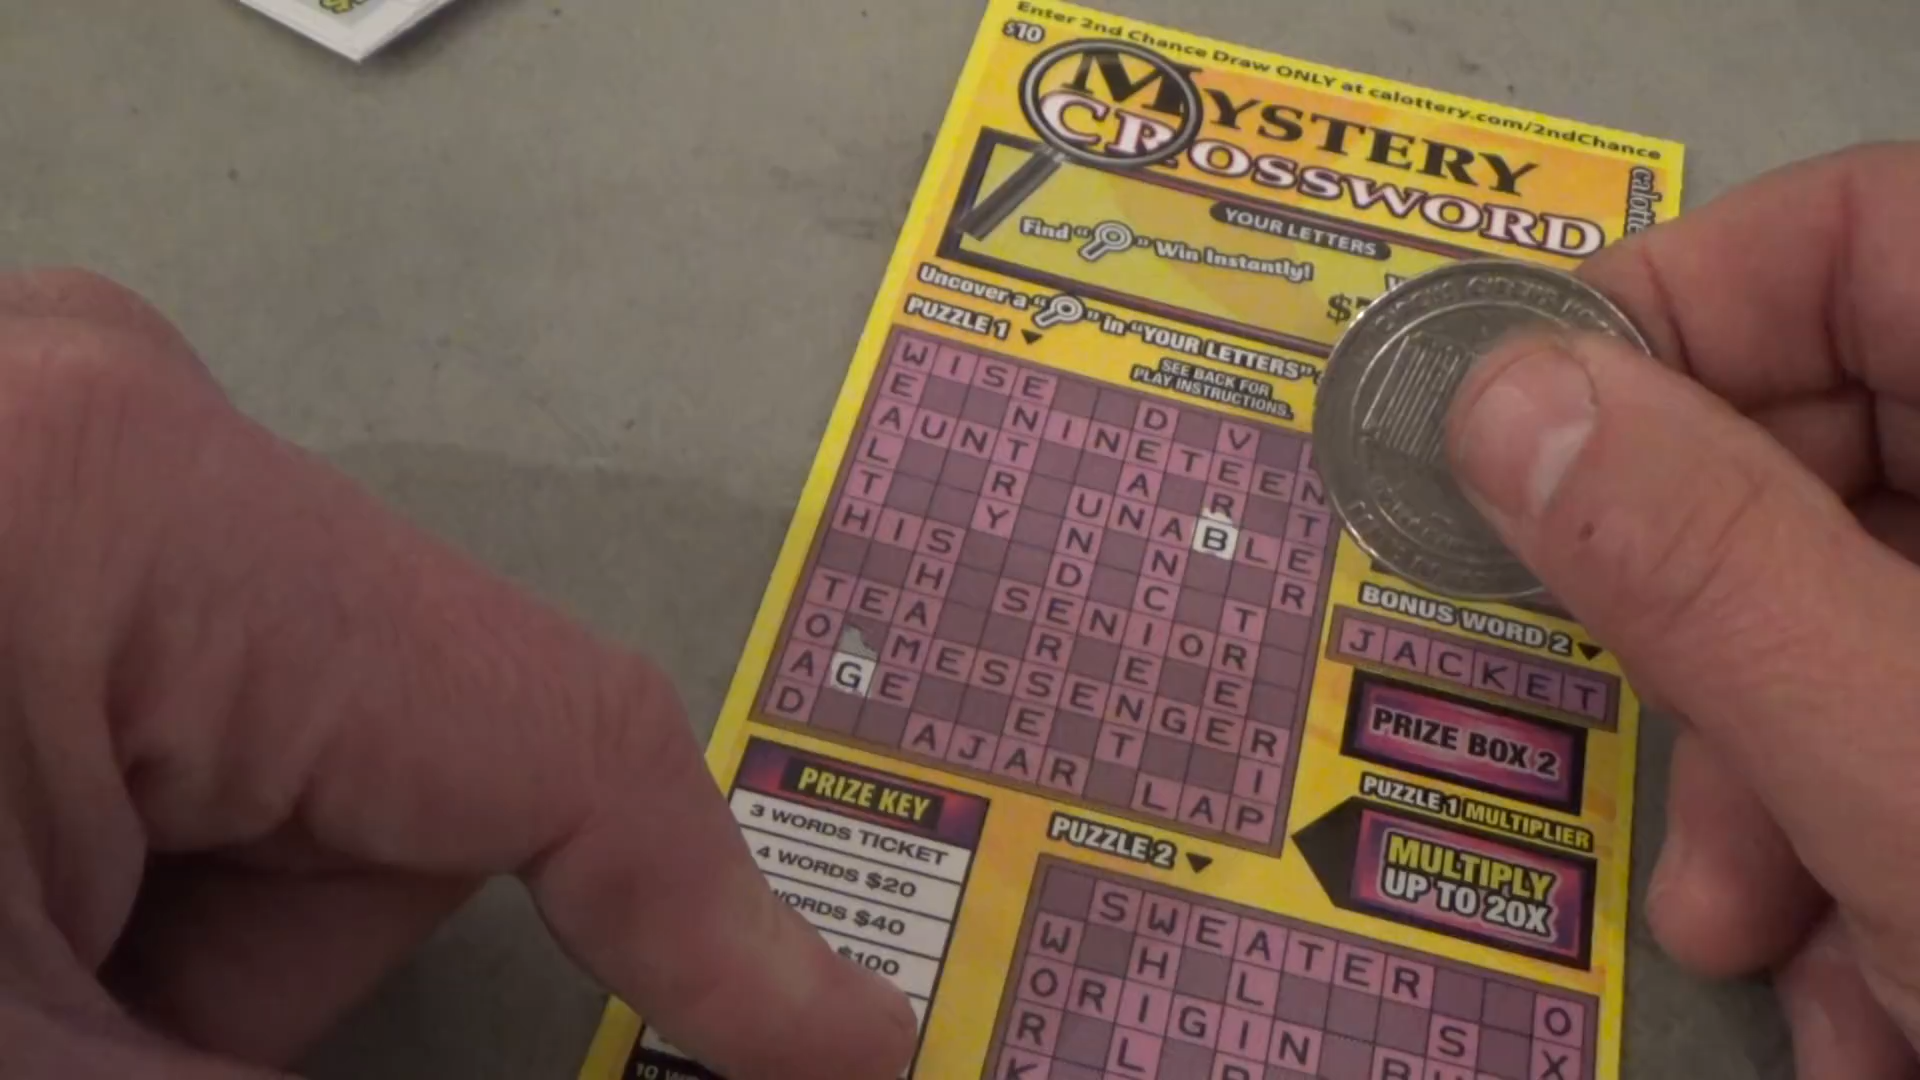 Enter 2nd Chance Draw ONLY at calottery.com/2ndChance
$10
MYSTERY
CROSSWORD
YOUR LETTERS
Find " " Win Instantly!
Uncover a " " in "YOUR LETTERS"
PUZZLE 1
SEE BACK FOR
PLAY INSTRUCTIONS.
WISE
D V
AUNT NINETEEN
UNABLE
HIS
TEA SENIOR
MESSENGER
AGE
AJAR
LAP
BONUS WORD 2
JACKET
PRIZE BOX 2
PUZZLE 1 MULTIPLIER
MULTIPLY
UP TO 20X
PRIZE KEY
3 WORDS TICKET
4 WORDS $20
WORDS $40
$100
PUZZLE 2
SWEATER
ORIGIN